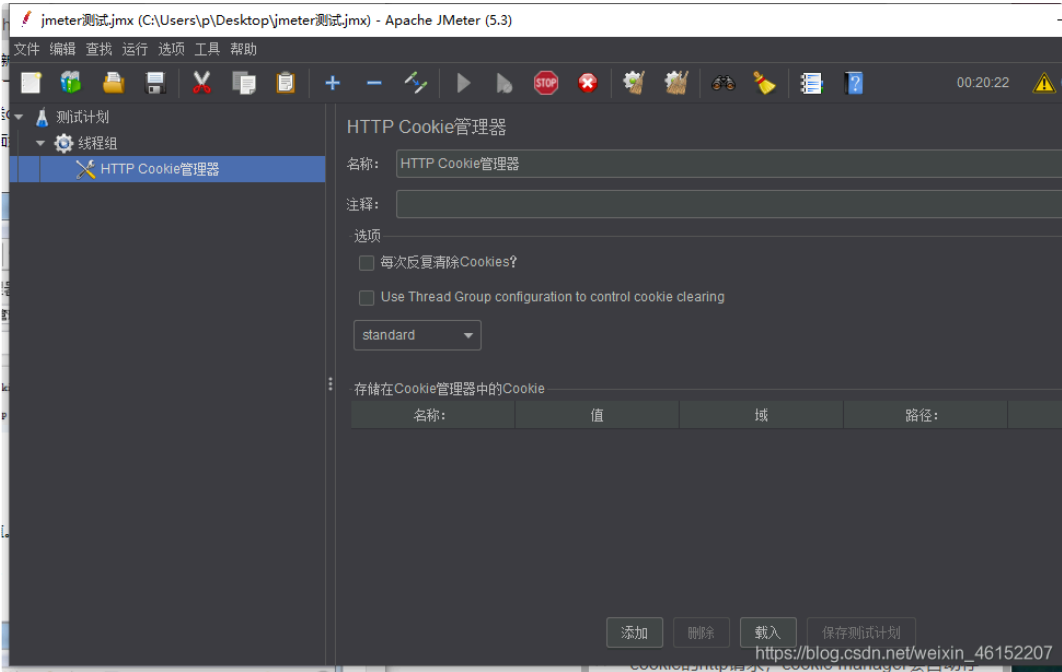 jmeter测试.jmx (C:\Users\p\Desktop\jmeter测试.jmx) - Apache JMeter (5.3)
文件 编辑 查找 运行 选项 工具 帮助
STOP 00:20:22
测试计划
线程组
HTTP Cookie管理器
HTTP Cookie管理器
名称: HTTP Cookie管理器
注释:
选项
每次反复清除Cookies?
Use Thread Group configuration to control cookie clearing
standard
存储在Cookie管理器中的Cookie
名称: 值 域 路径:
添加 删除 载入 保存测试计划
https://blog.csdn.net/weixin_46152207